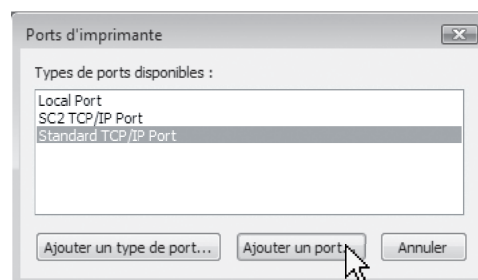 Ports d'imprimante
Types de ports disponibles :
Local Port
SC2 TCP/IP Port
Standard TCP/IP Port
Ajouter un type de port... Ajouter un port... Annuler